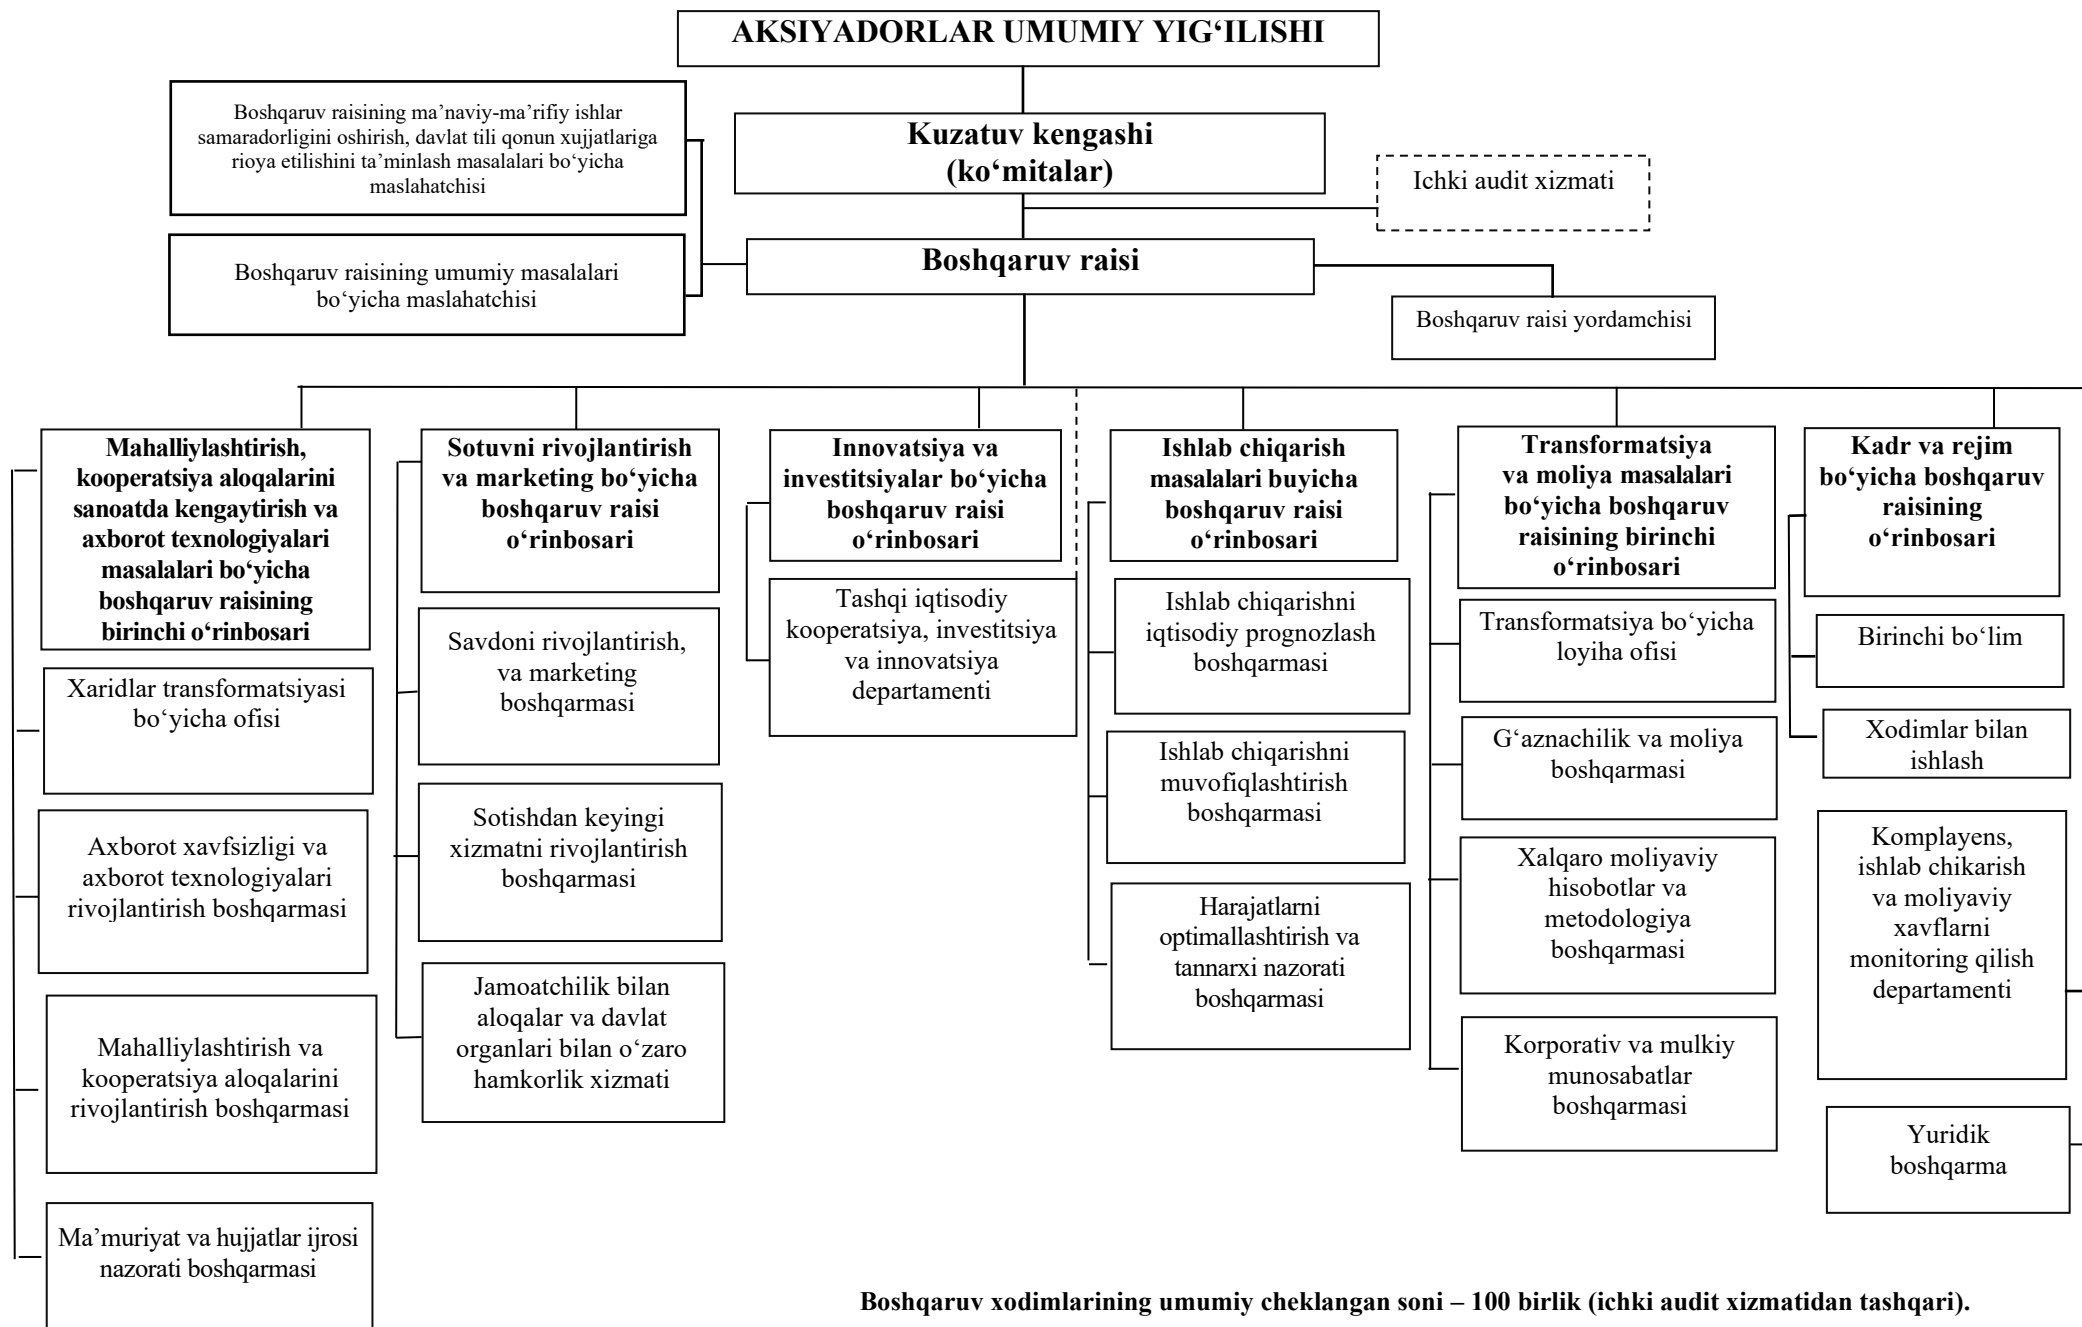 AKSIYADORLAR UMUMIY YIG‘ILISHI
Boshqaruv raisining ma’naviy-ma’rifiy ishlar
samaradorligini oshirish, davlat tili qonun xujjatlariga
rioya etilishini ta’minlash masalalari bo‘yicha
maslahatchisi
Kuzatuv kengashi
(ko‘mitalar)
Ichki audit xizmati
Boshqaruv raisining umumiy masalalari
bo‘yicha maslahatchisi
Boshqaruv raisi
Boshqaruv raisi yordamchisi
Mahalliylashtirish,
kooperatsiya aloqalarini
sanoatda kengaytirish va
axborot texnologiyalari
masalalari bo‘yicha
boshqaruv raisining
birinchi o‘rinbosari
Xaridlar transformatsiyasi
bo‘yicha ofisi
Axborot xavfsizligi va
axborot texnologiyalari
rivojlantirish boshqarmasi
Mahalliylashtirish va
kooperatsiya aloqalarini
rivojlantirish boshqarmasi
Ma’muriyat va hujjatlar ijrosi
nazorati boshqarmasi
Sotuvni rivojlantirish
va marketing bo‘yicha
boshqaruv raisi
o‘rinbosari
Savdoni rivojlantirish,
va marketing
boshqarmasi
Sotishdan keyingi
xizmatni rivojlantirish
boshqarmasi
Jamoatchilik bilan
aloqalar va davlat
organlari bilan o‘zaro
hamkorlik xizmati
Innovatsiya va
investitsiyalar bo‘yicha
boshqaruv raisi
o‘rinbosari
Tashqi iqtisodiy
kooperatsiya, investitsiya
va innovatsiya
departamenti
Ishlab chiqarish
masalalari buyicha
boshqaruv raisi
o‘rinbosari
Ishlab chiqarishni
iqtisodiy prognozlash
boshqarmasi
Ishlab chiqarishni
muvofiqlashtirish
boshqarmasi
Harajatlarni
optimallashtirish va
tannarxi nazorati
boshqarmasi
Transformatsiya
va moliya masalalari
bo‘yicha boshqaruv
raisining birinchi
o‘rinbosari
Transformatsiya bo‘yicha
loyiha ofisi
G‘aznachilik va moliya
boshqarmasi
Xalqaro moliyaviy
hisobotlar va
metodologiya
boshqarmasi
Korporativ va mulkiy
munosabatlar
boshqarmasi
Kadr va rejim
bo‘yicha boshqaruv
raisining
o‘rinbosari
Birinchi bo‘lim
Xodimlar bilan
ishlash
Komplayens,
ishlab chikarish
va moliyaviy
xavflarni
monitoring qilish
departamenti
Yuridik
boshqarma
Boshqaruv xodimlarining umumiy cheklangan soni – 100 birlik (ichki audit xizmatidan tashqari).